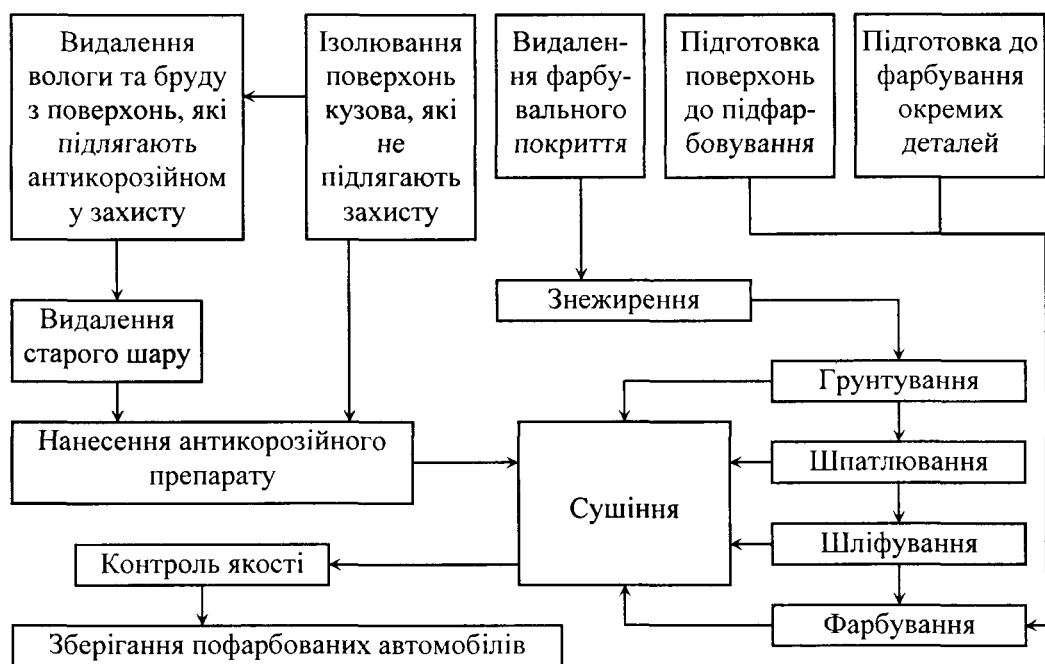 Видалення
вологи та бруду
з поверхонь, які
підлягають
антикорозійном
у захисту
Ізолювання
поверхонь
кузова, які
не
підлягають
захисту
Видален-
ня фарбу-
вального
покриття
Підготовка
поверхонь
до підфар-
бовування
Підготовка до
фарбування
окремих
деталей
Знежирення
Видалення
старого шару
Грунтування
Нанесення антикорозійного
препарату
Сушіння
Шпатлювання
Шліфування
Контроль якості
Фарбування
Зберігання пофарбованих автомобілів